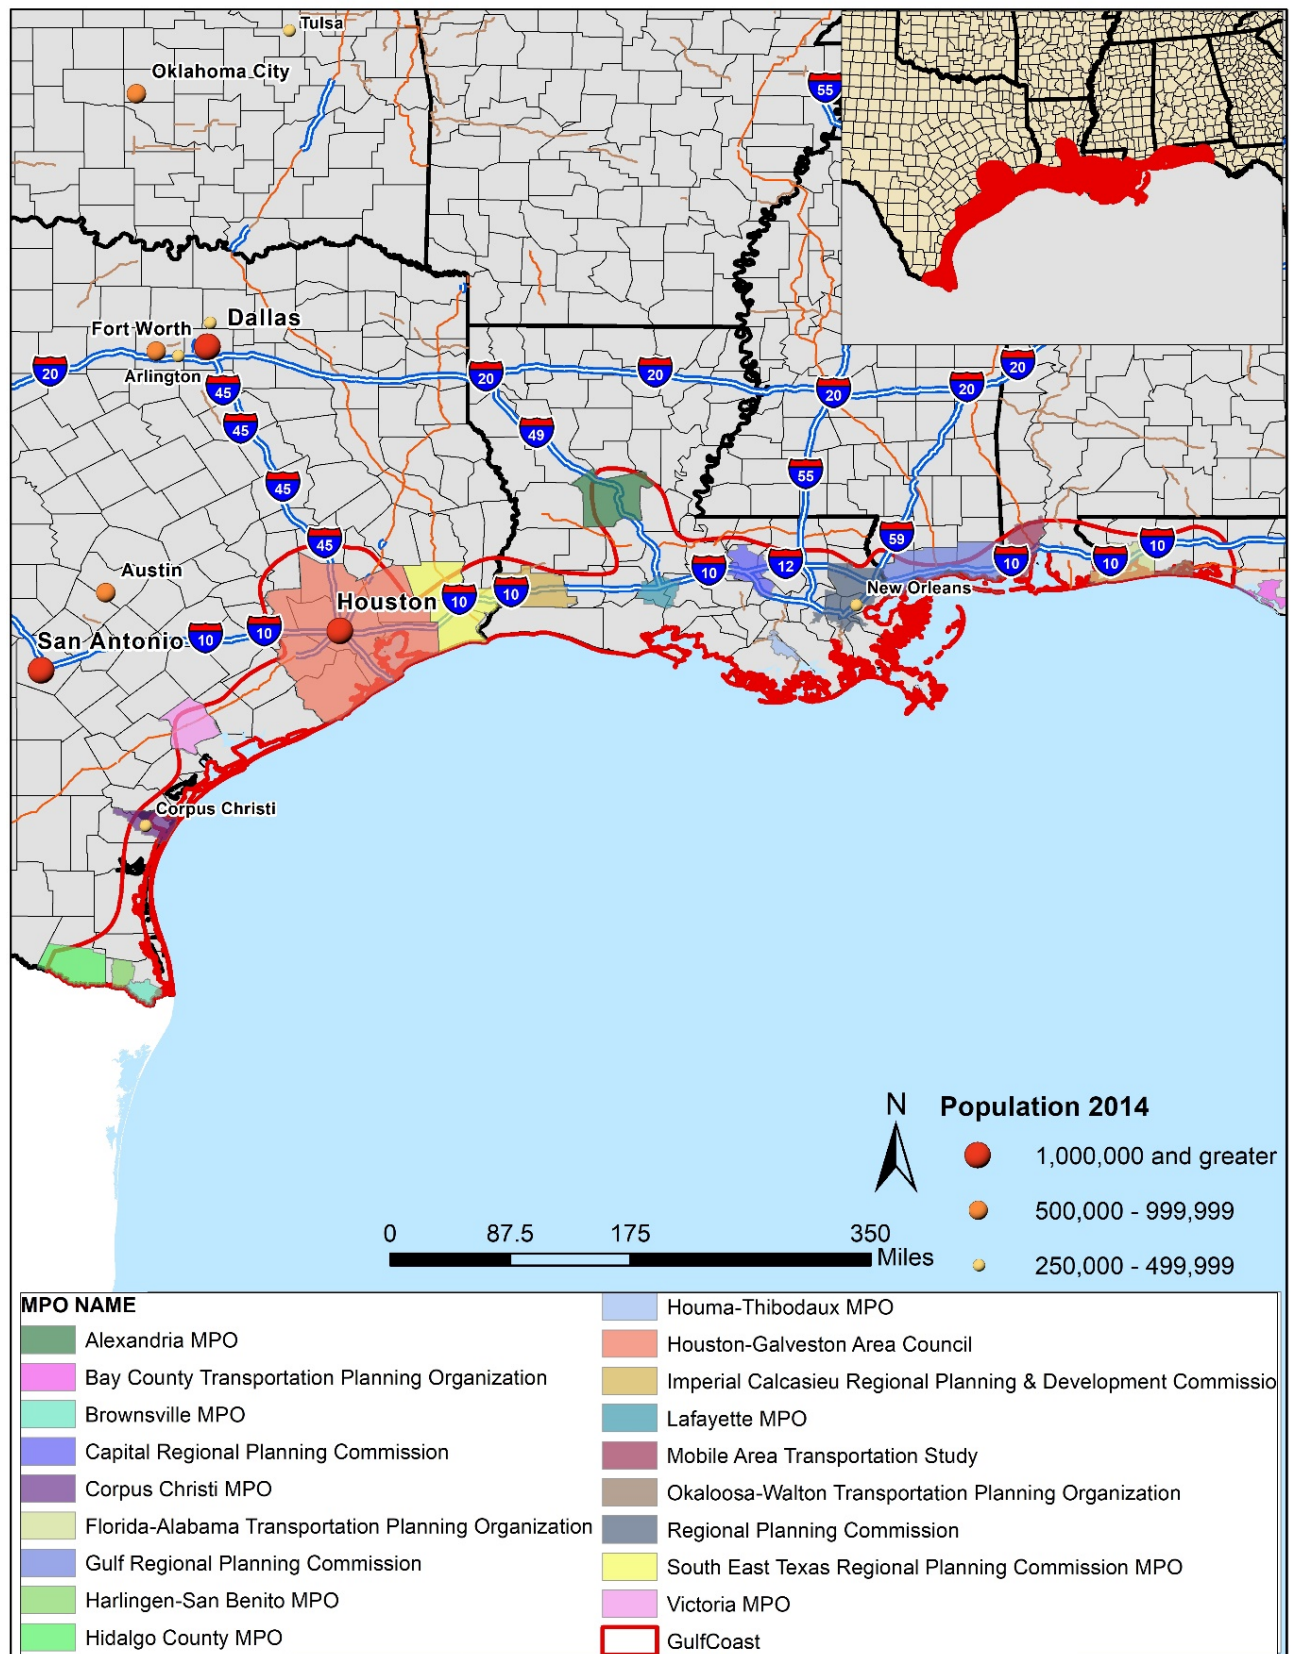 Tulsa
Oklahoma City
55
Dallas
Fort Worth
Arlington
20
45
20
20
20
20
20
45
49
45
55
45
59
10
10
12
10
10
Austin
10
10
New Orleans
Houston
10
10
San Antonio
Corpus Christi
N
Population 2014
1,000,000 and greater
500,000 - 999,999
250,000 - 499,999
0 87.5 175 350
Miles
MPO NAME
Alexandria MPO
Bay County Transportation Planning Organization
Brownsville MPO
Capital Regional Planning Commission
Corpus Christi MPO
Florida-Alabama Transportation Planning Organization
Gulf Regional Planning Commission
Harlingen-San Benito MPO
Hidalgo County MPO
Houma-Thibodaux MPO
Houston-Galveston Area Council
Imperial Calcasieu Regional Planning & Development Commissio
Lafayette MPO
Mobile Area Transportation Study
Okaloosa-Walton Transportation Planning Organization
Regional Planning Commission
South East Texas Regional Planning Commission MPO
Victoria MPO
GulfCoast